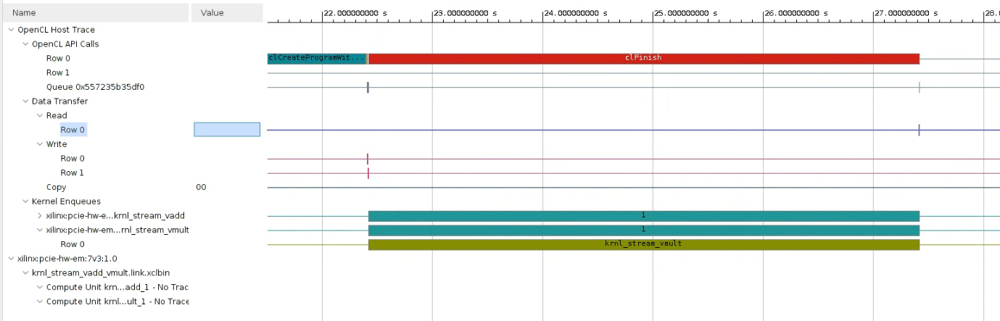 Name Value 22.000000000 s 23.000000000 s 24.000000000 s 25.000000000 s 26.000000000 s 27.000000000 s 28.0
OpenCL Host Trace
OpenCL API Calls
Row 0 clCreateProgramWit... clFinish
Row 1
Queue 0x557235b35df0
Data Transfer
Read
Row 0
Write
Row 0
Row 1
Copy 00
Kernel Enqueues
xilinx:pcie-hw-e...krnl_stream_vadd 1
xilinx:pcie-hw-em...rnl_stream_vmult 1
Row 0 krnl_stream_vmult
xilinx:pcie-hw-em:7v3:1.0
krnl_stream_vadd_vmult.link.xclbin
Compute Unit krn...add_1 - No Trac
Compute Unit krnl...ult_1 - No Trace